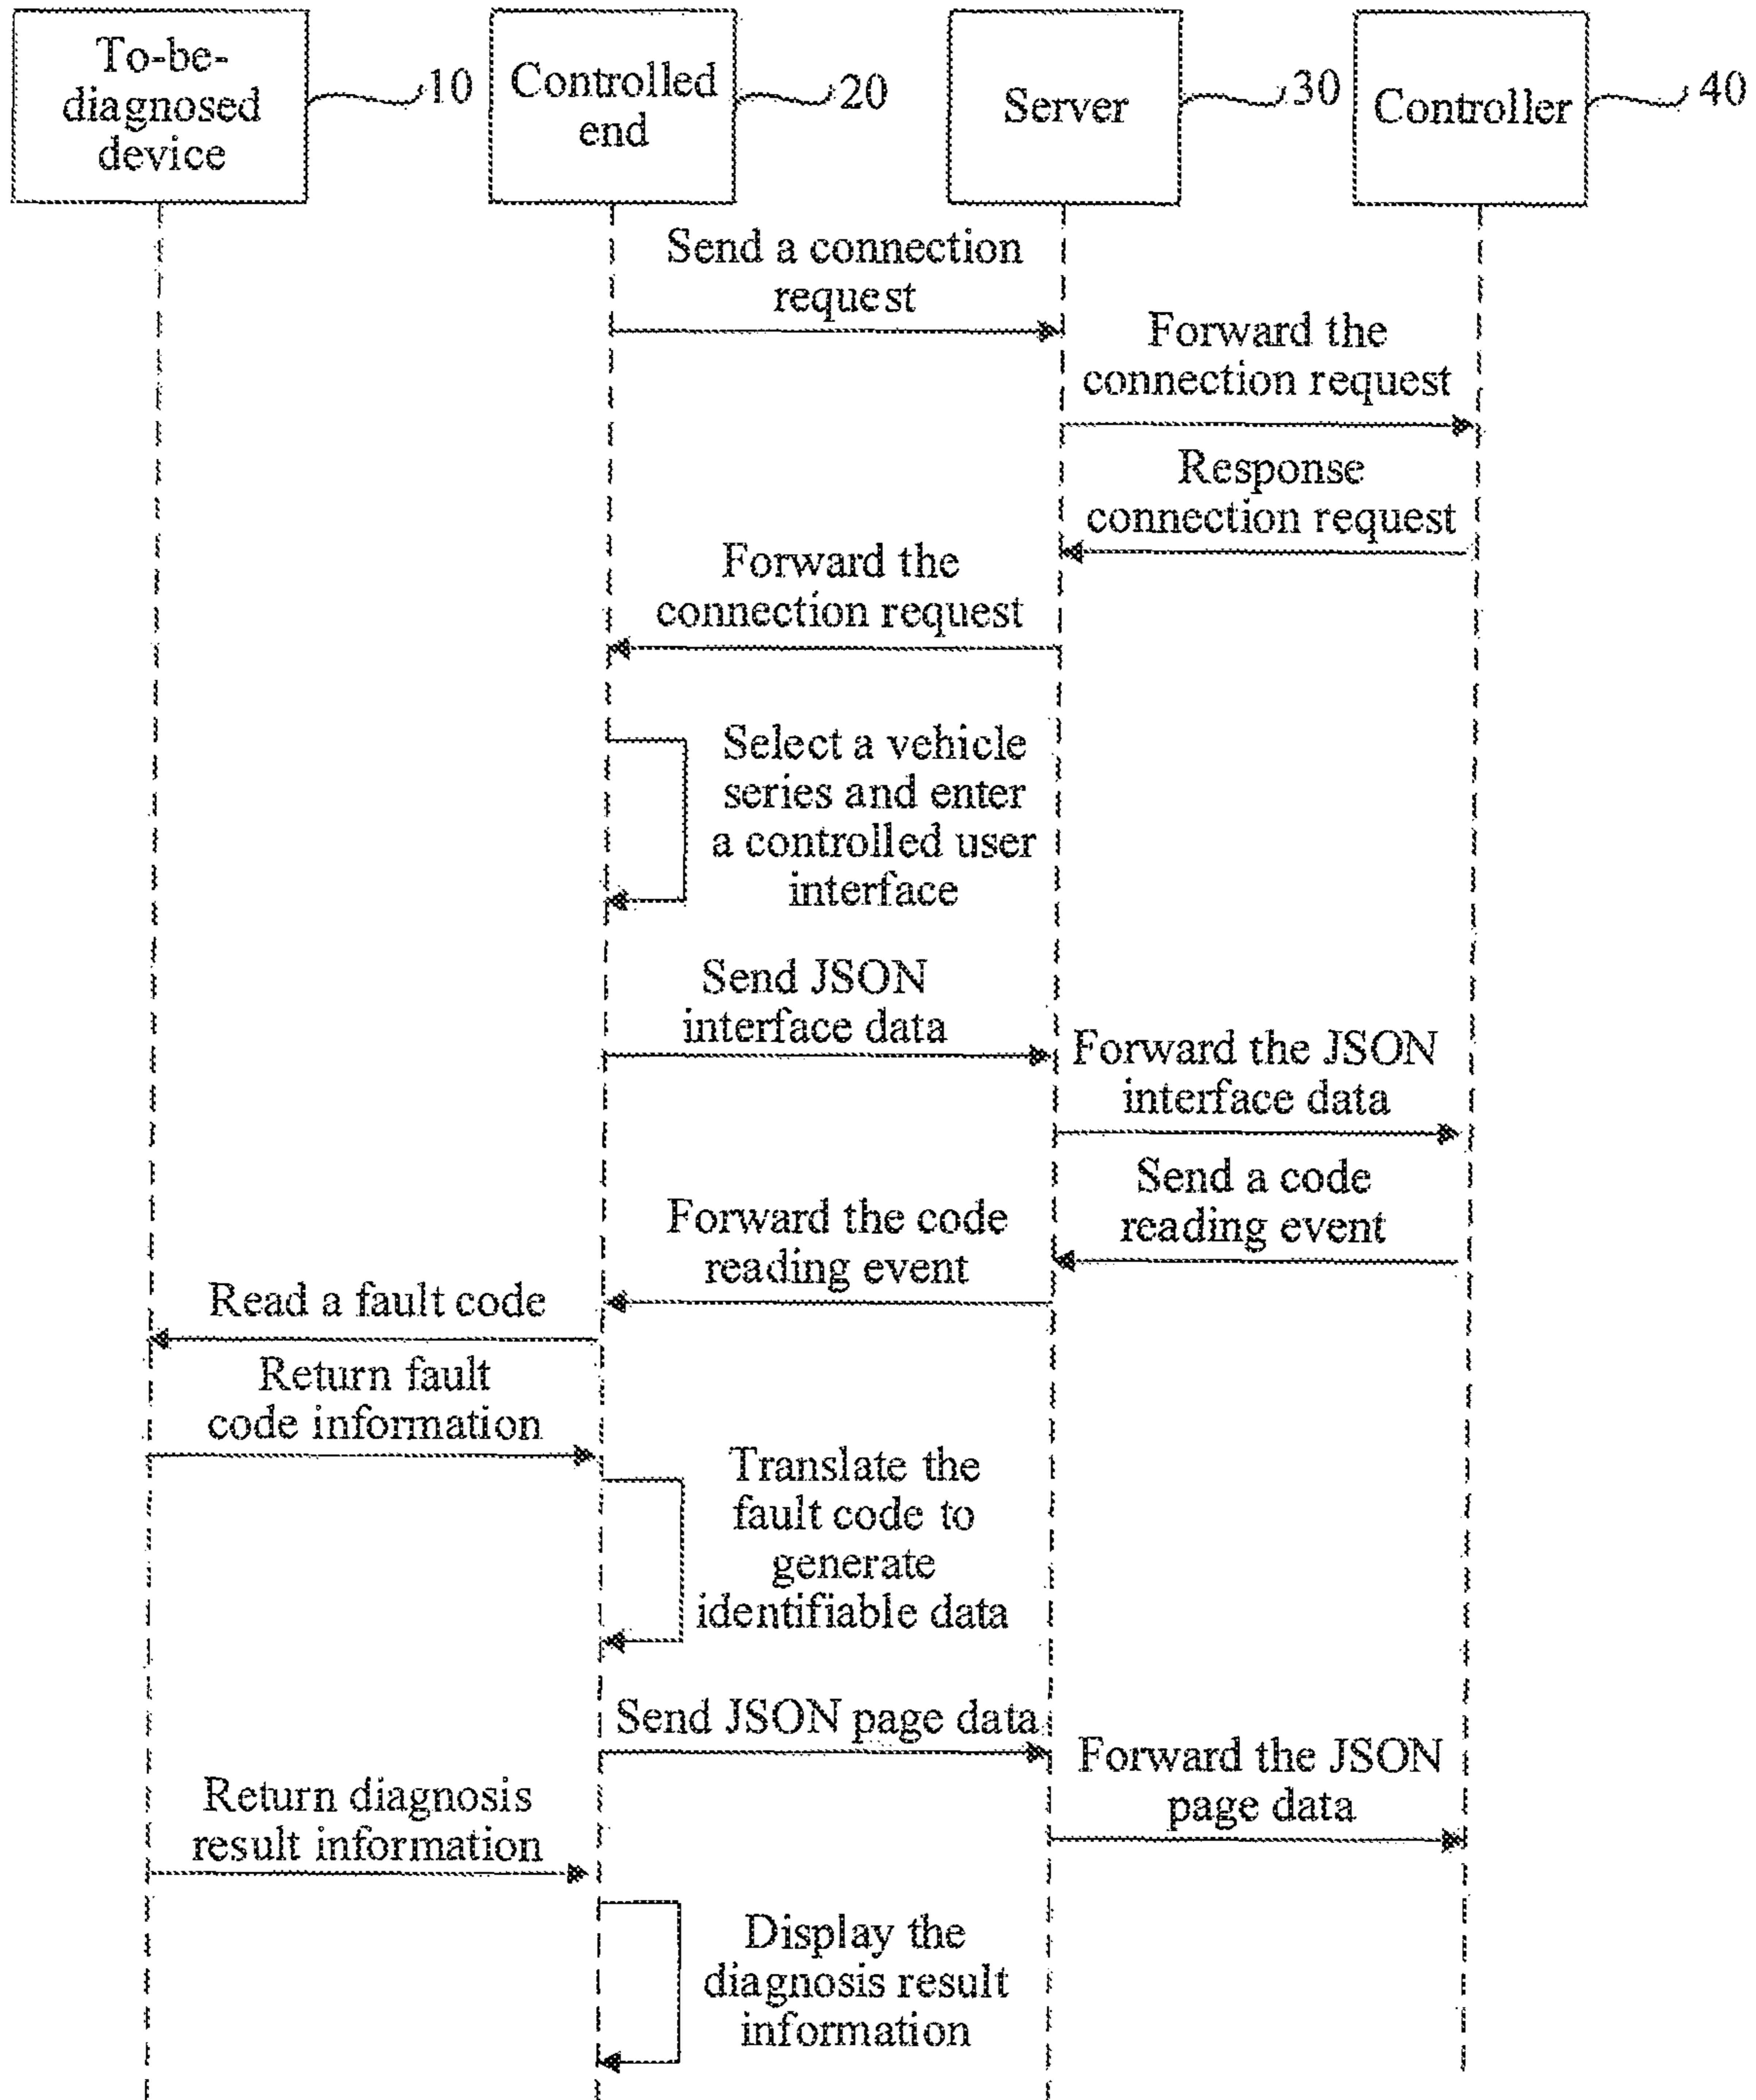 To-be-
diagnosed
device
10
Controlled
end
20
Server
30
Controller
40
Send a connection
request
Forward the
connection request
Response
connection request
Forward the
connection request
Select a vehicle
series and enter
a controlled user
interface
Send JSON
interface data
Forward the JSON
interface data
Send a code
reading event
Forward the code
reading event
Read a fault code
Return fault
code information
Translate the
fault code to
generate
identifiable data
Send JSON page data
Forward the JSON
page data
Return diagnosis
result information
Display the
diagnosis result
information